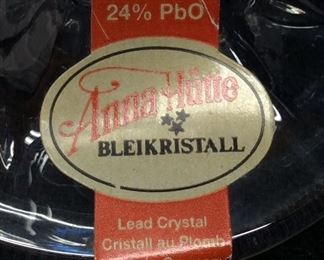 24% PbO
Anna Hütte
BLEIKRISTALL
Lead Crystal
Cristall au Plomb